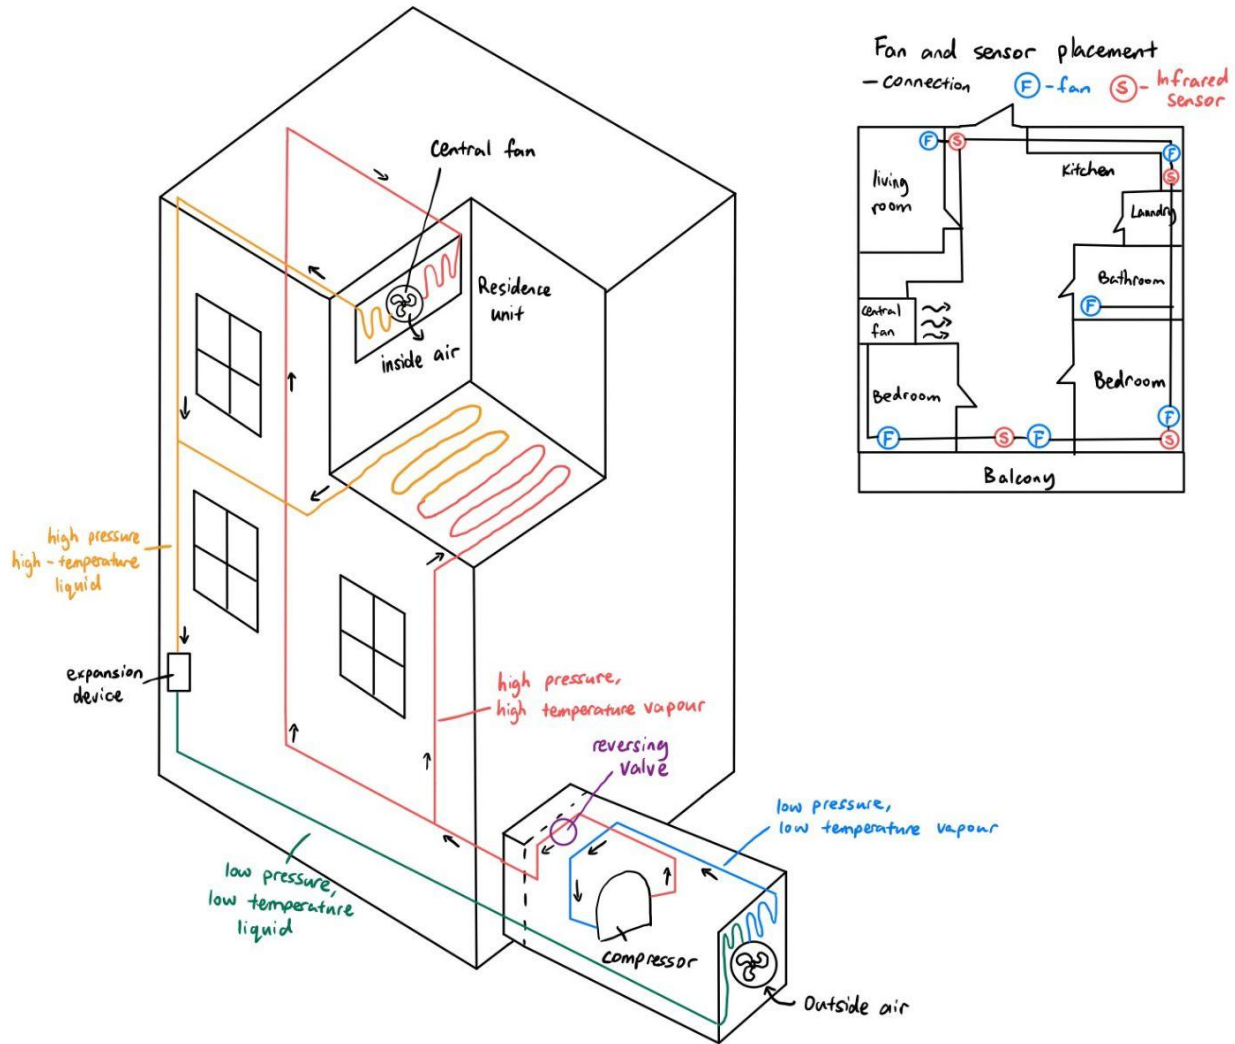 Fan and sensor placement
– connection F - fan S - Infrared
sensor
Central fan
Residence
unit
inside air
high pressure
high-temperature
liquid
expansion
device
high pressure,
high temperature vapour
reversing
valve
low pressure,
low temperature vapour
low pressure,
low temperature
liquid
compressor
Outside air
F
S
F
S
living
room
Kitchen
Laundry
Bathroom
F
Central
fan
Bedroom
Bedroom
F
F
S
F
S
Balcony